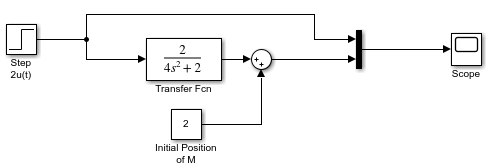 Step
2u(t)
2
4s² + 2
Transfer Fcn
+
+
2
Initial Position
of M
Scope